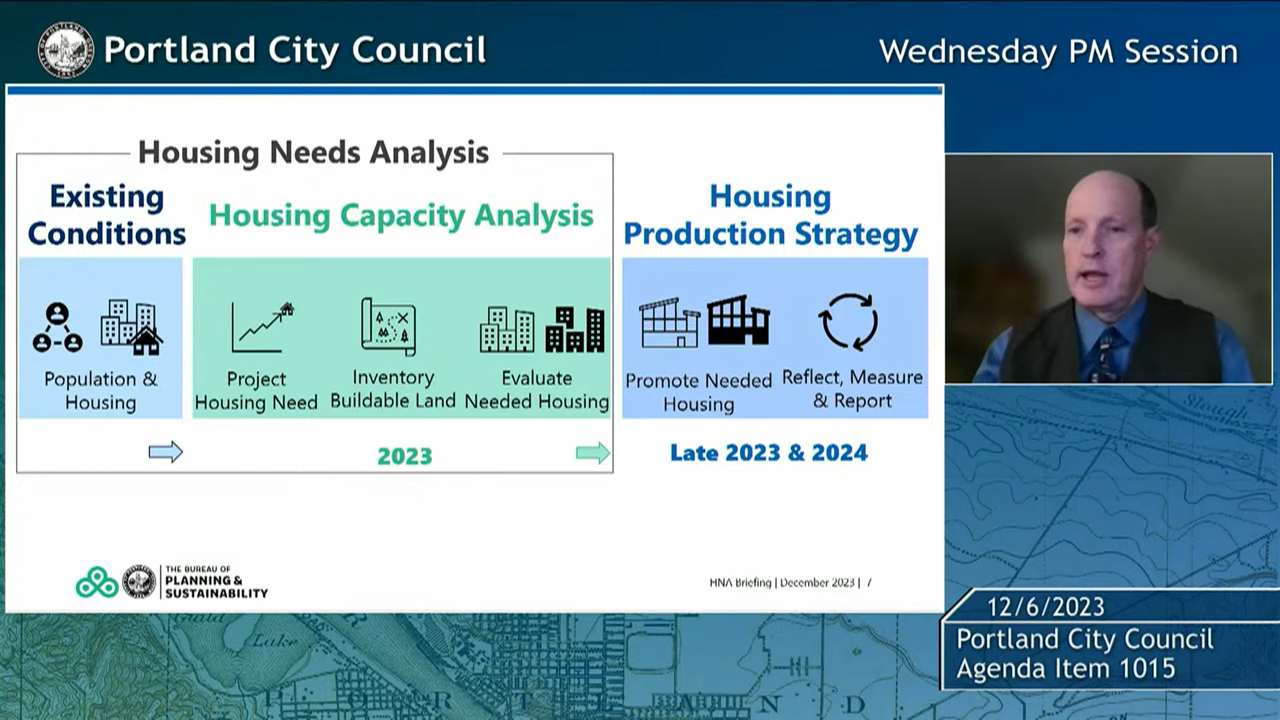 Portland City Council
Wednesday PM Session
Housing Needs Analysis
Existing
Conditions
Housing Capacity Analysis
Housing
Production Strategy
Population &
Housing
Project
Housing Need
Inventory
Buildable Land
Evaluate
Needed Housing
Promote Needed
Housing
Reflect, Measure
& Report
2023
Late 2023 & 2024
THE BUREAU OF
PLANNING &
SUSTAINABILITY
HNA Briefing | December 2023 | 7
Slough
12/6/2023
Portland City Council
Agenda Item 1015
Guild
Lake
R T
N D